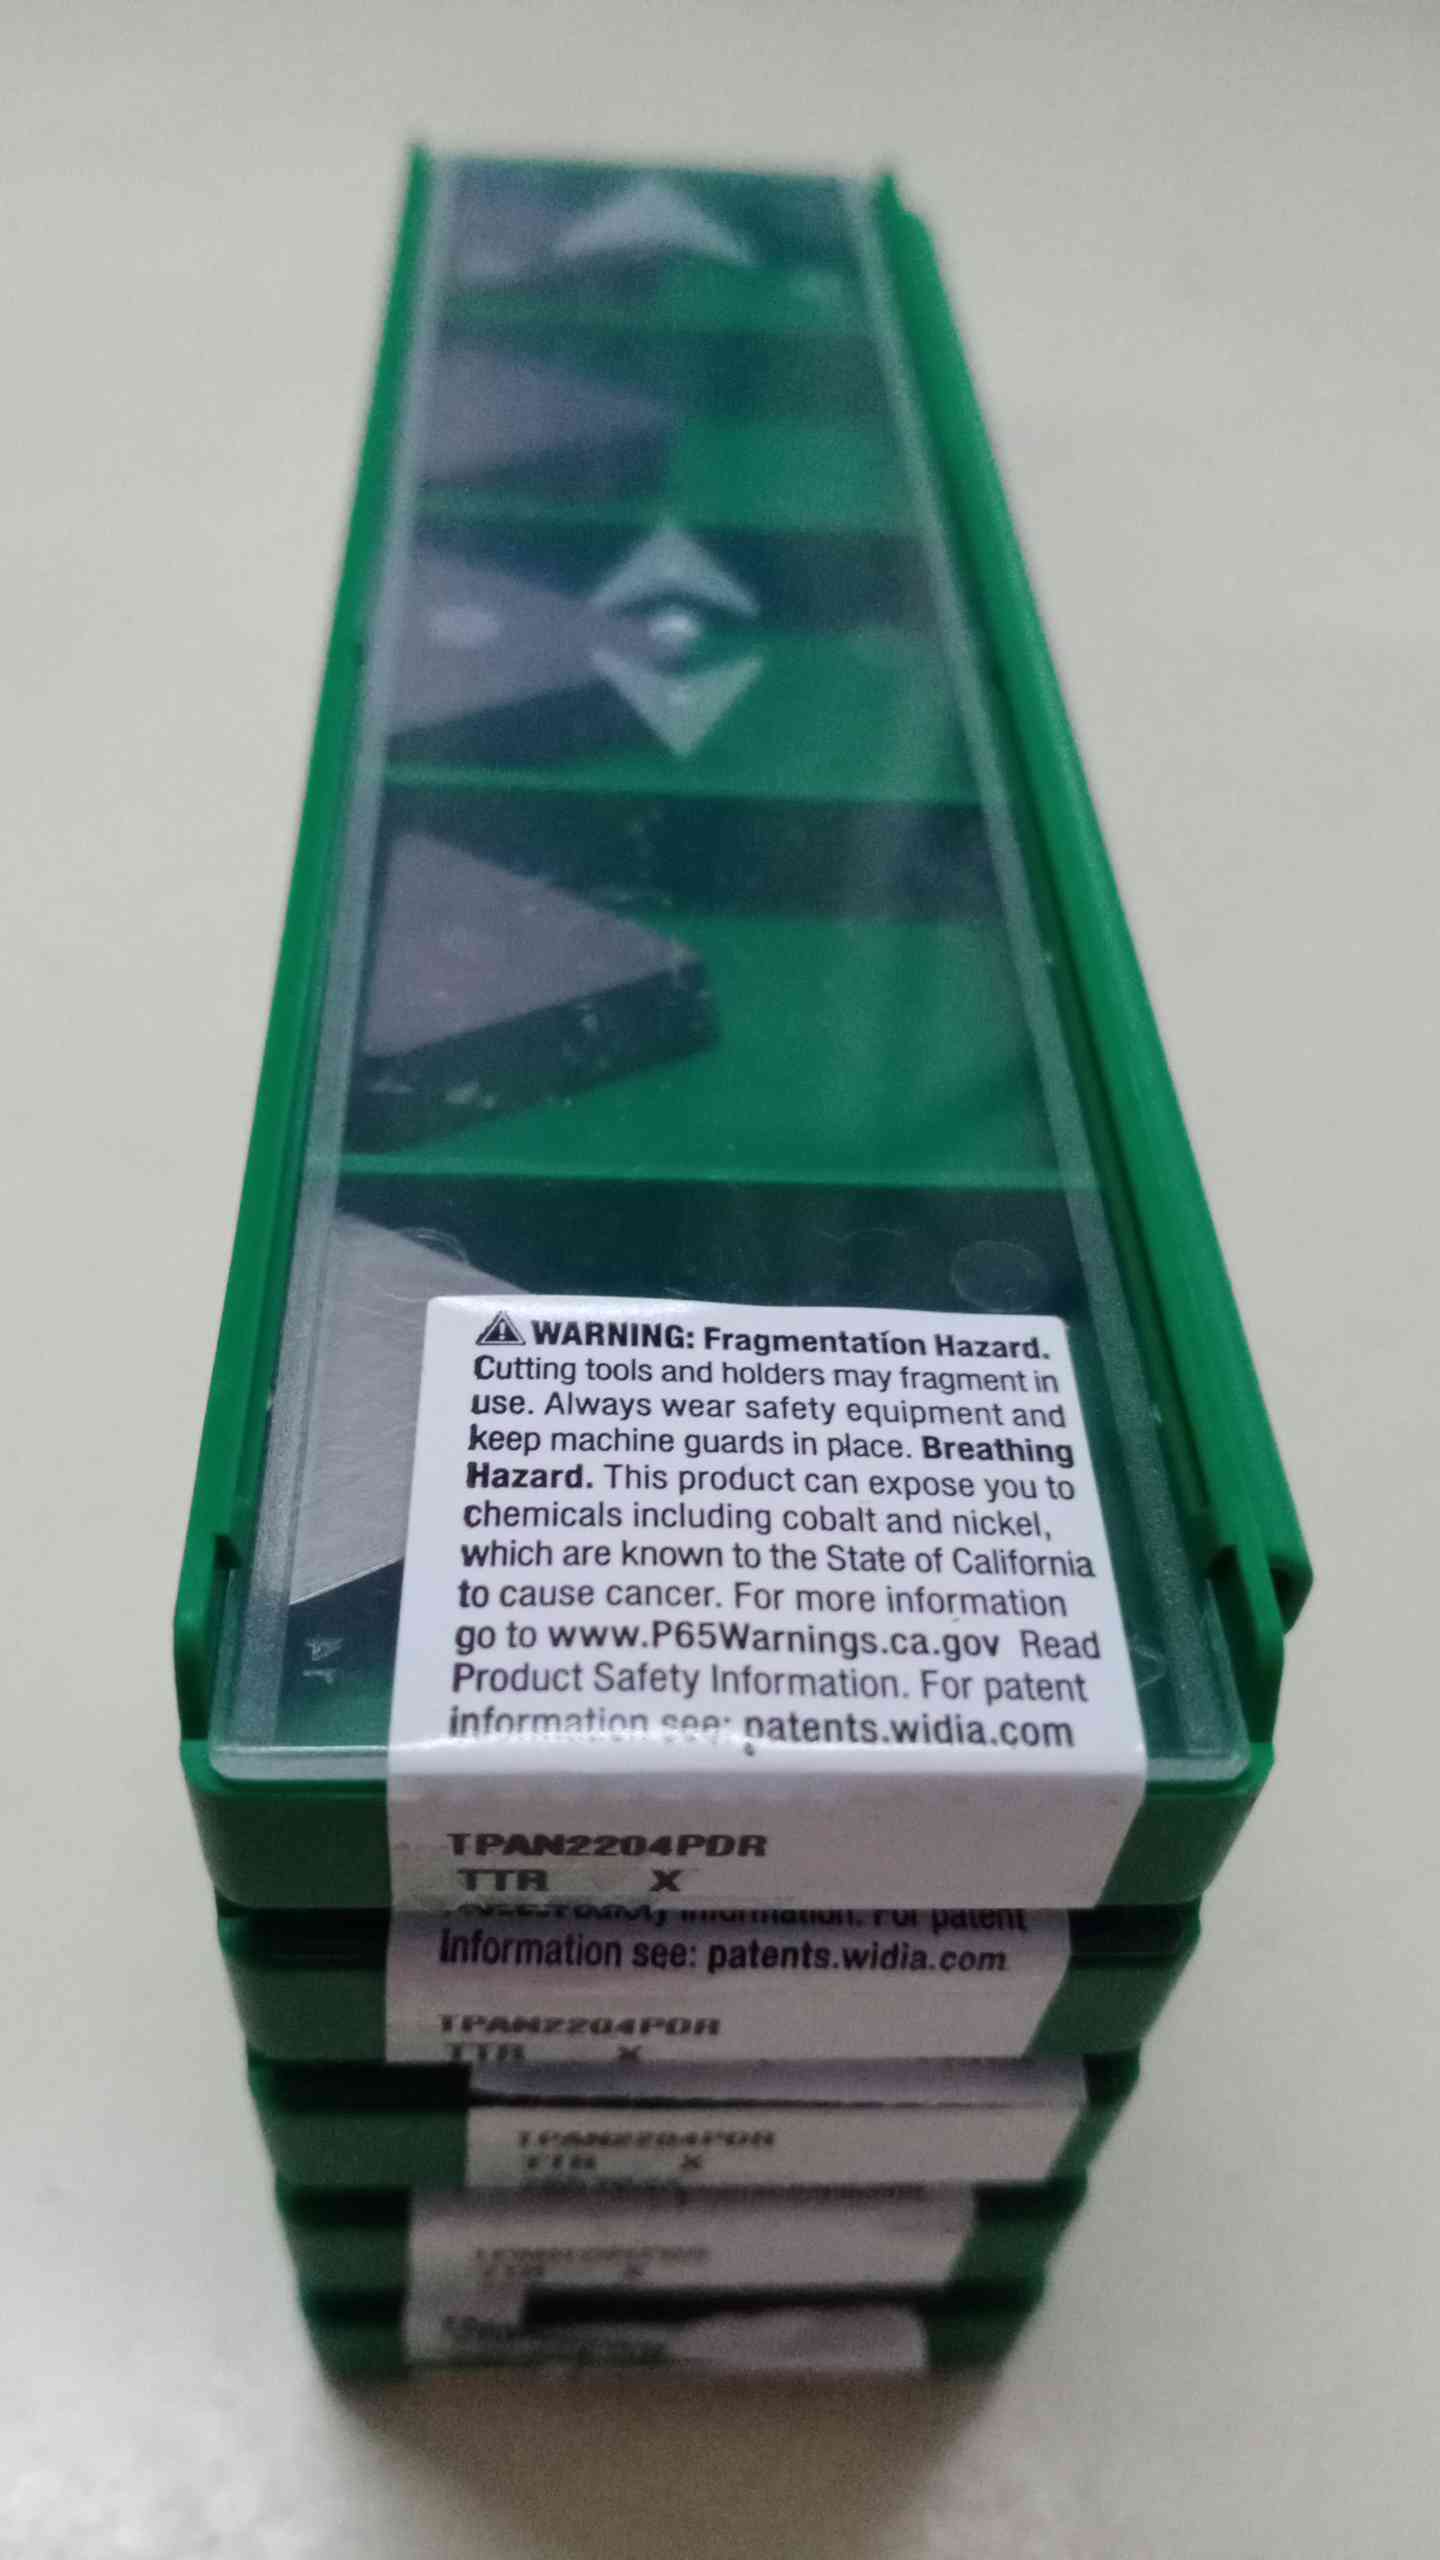 ⚠ WARNING: Fragmentation Hazard.
Cutting tools and holders may fragment in
use. Always wear safety equipment and
keep machine guards in place. Breathing
Hazard. This product can expose you to
chemicals including cobalt and nickel,
which are known to the State of California
to cause cancer. For more information
go to www.P65Warnings.ca.gov Read
Product Safety Information. For patent
information see: patents.widia.com
TPAN2204PDR
TTR X
information. For patent
Information see: patents.widia.com
TPAN2204PDR
TTR X
TPAN2204PDR
TTR X
TTR X